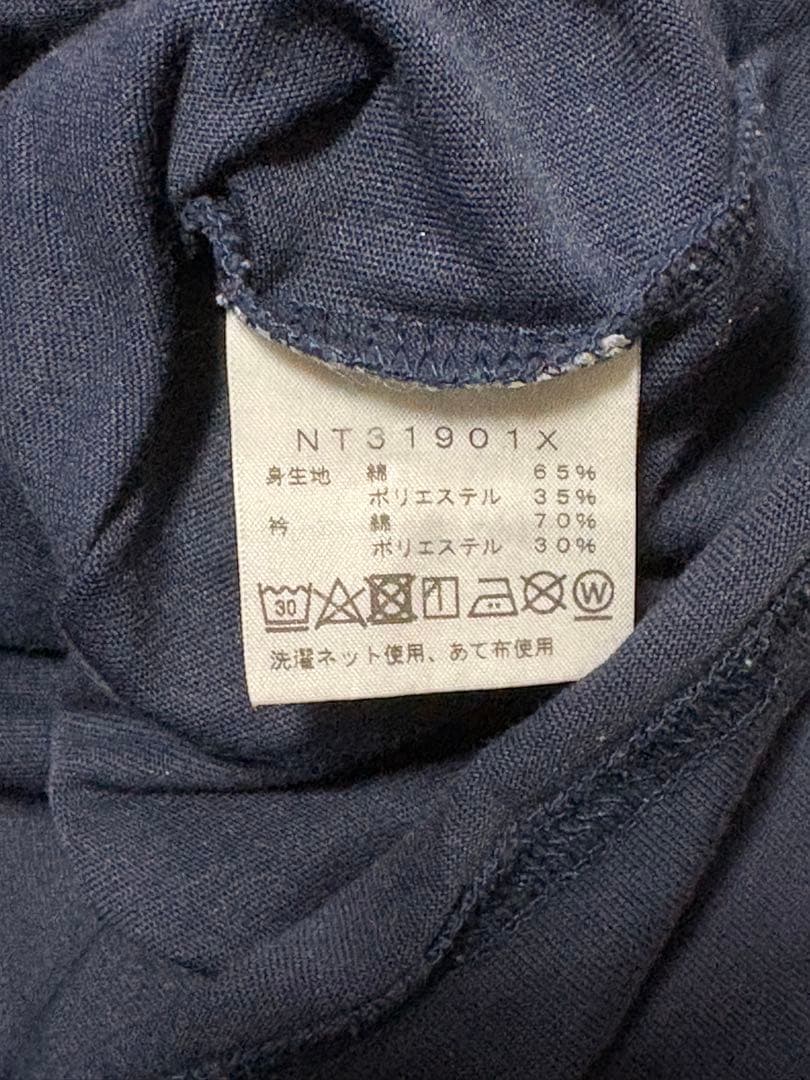 NT31901X
身生地 綿 65%
ポリエステル 35%
衿 綿 70%
ポリエステル 30%
30 W
洗濯ネット使用、あて布使用